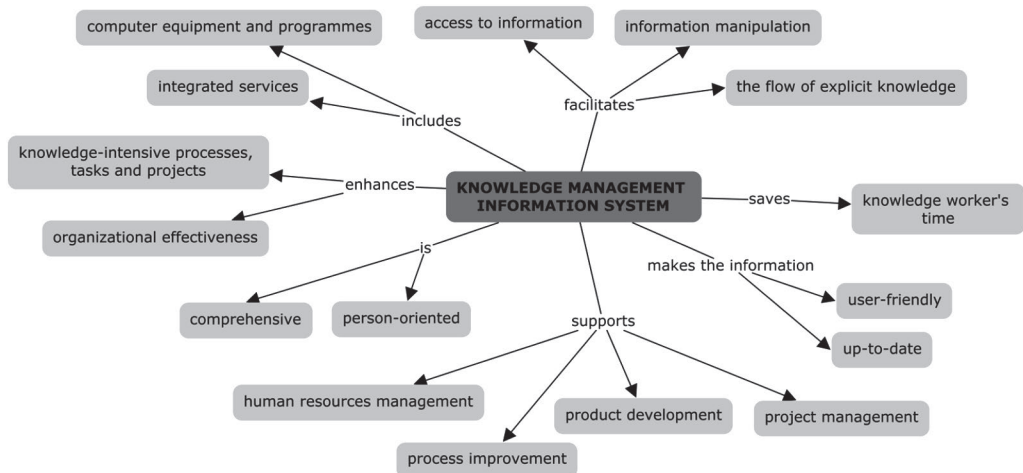 computer equipment and programmes
access to information
information manipulation
integrated services
the flow of explicit knowledge
facilitates
includes
knowledge-intensive processes,
tasks and projects
enhances
KNOWLEDGE MANAGEMENT
INFORMATION SYSTEM
saves
knowledge worker's
time
organizational effectiveness
is
makes the information
comprehensive
person-oriented
supports
user-friendly
up-to-date
human resources management
product development
project management
process improvement